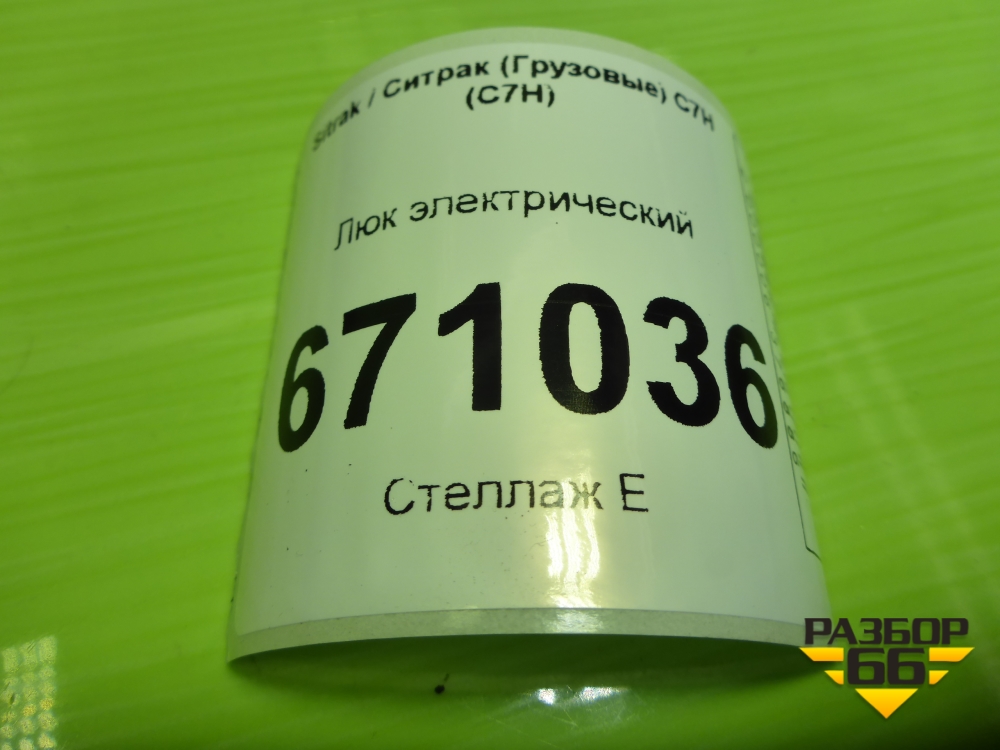 Sitrak / Ситрак (Грузовые) C7H
(C7H)
Люк электрический
671036
Стеллаж Е
РАЗБОР
66